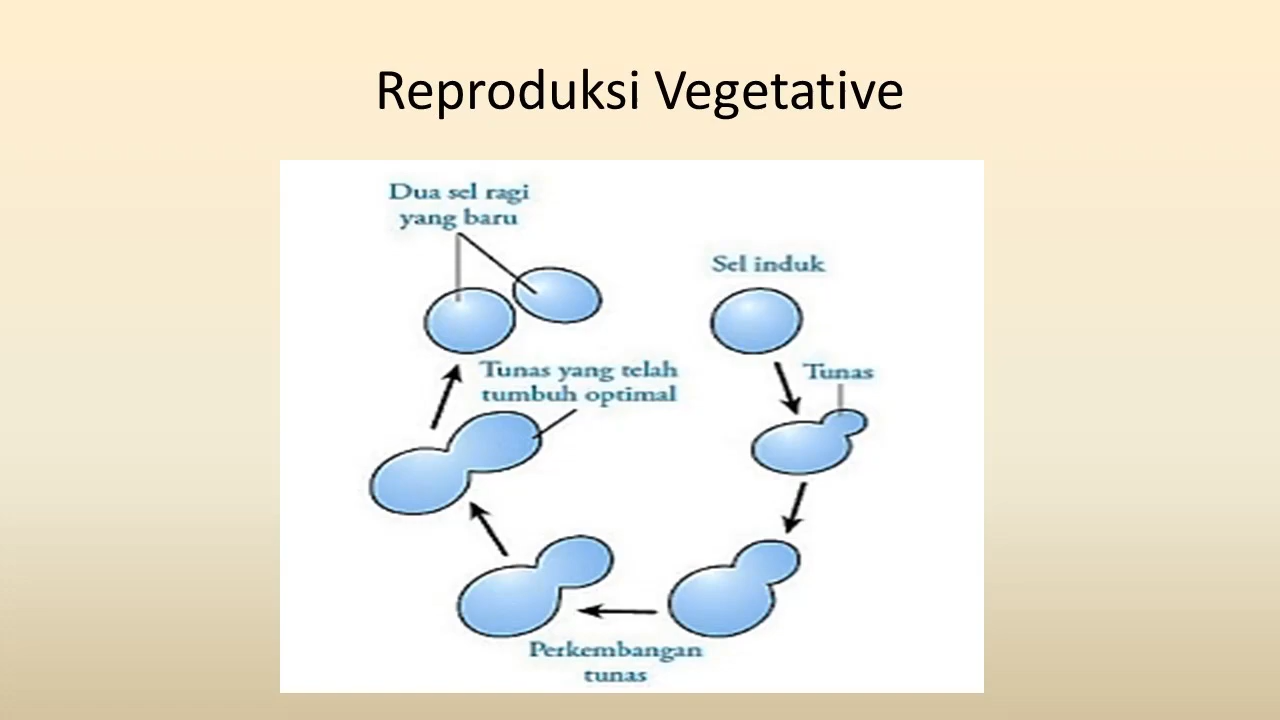 Reproduksi Vegetative
Dua sel ragi
yang baru
Sel induk
Tunas yang telah
tumbuh optimal
Tunas
Perkembangan
tunas